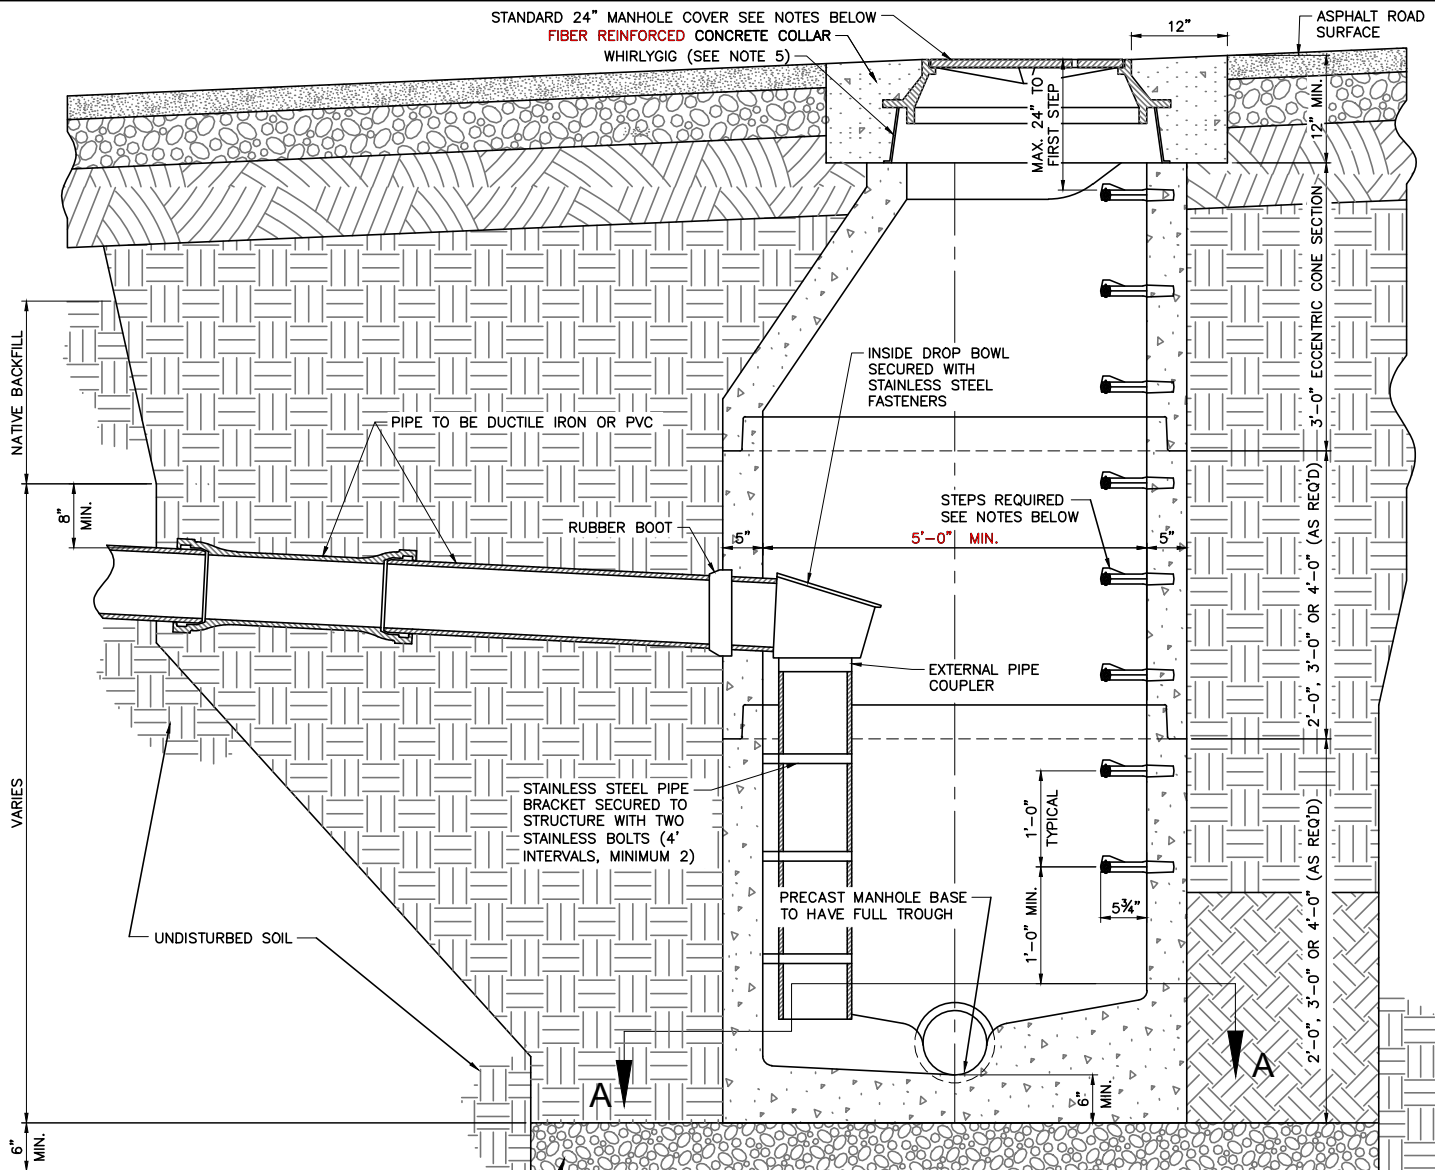 STANDARD 24" MANHOLE COVER SEE NOTES BELOW
FIBER REINFORCED CONCRETE COLLAR
WHIRLYGIG (SEE NOTE 5)
12"
ASPHALT ROAD
SURFACE
MAX. 24" TO
FIRST STEP
12" MIN.
3'-0" ECCENTRIC CONE SECTION
NATIVE BACKFILL
INSIDE DROP BOWL
SECURED WITH
STAINLESS STEEL
FASTENERS
PIPE TO BE DUCTILE IRON OR PVC
8"
MIN.
RUBBER BOOT
STEPS REQUIRED
SEE NOTES BELOW
5"
5'-0" MIN.
5"
2'-0", 3'-0" OR 4'-0" (AS REQ'D)
EXTERNAL PIPE
COUPLER
VARIES
STAINLESS STEEL PIPE
BRACKET SECURED TO
STRUCTURE WITH TWO
STAINLESS BOLTS (4'
INTERVALS, MINIMUM 2)
1'-0"
TYPICAL
PRECAST MANHOLE BASE
TO HAVE FULL TROUGH
1'-0" MIN.
5¾"
2'-0", 3'-0" OR 4'-0" (AS REQ'D)
UNDISTURBED SOIL
A
A
6"
MIN.
6"
MIN.